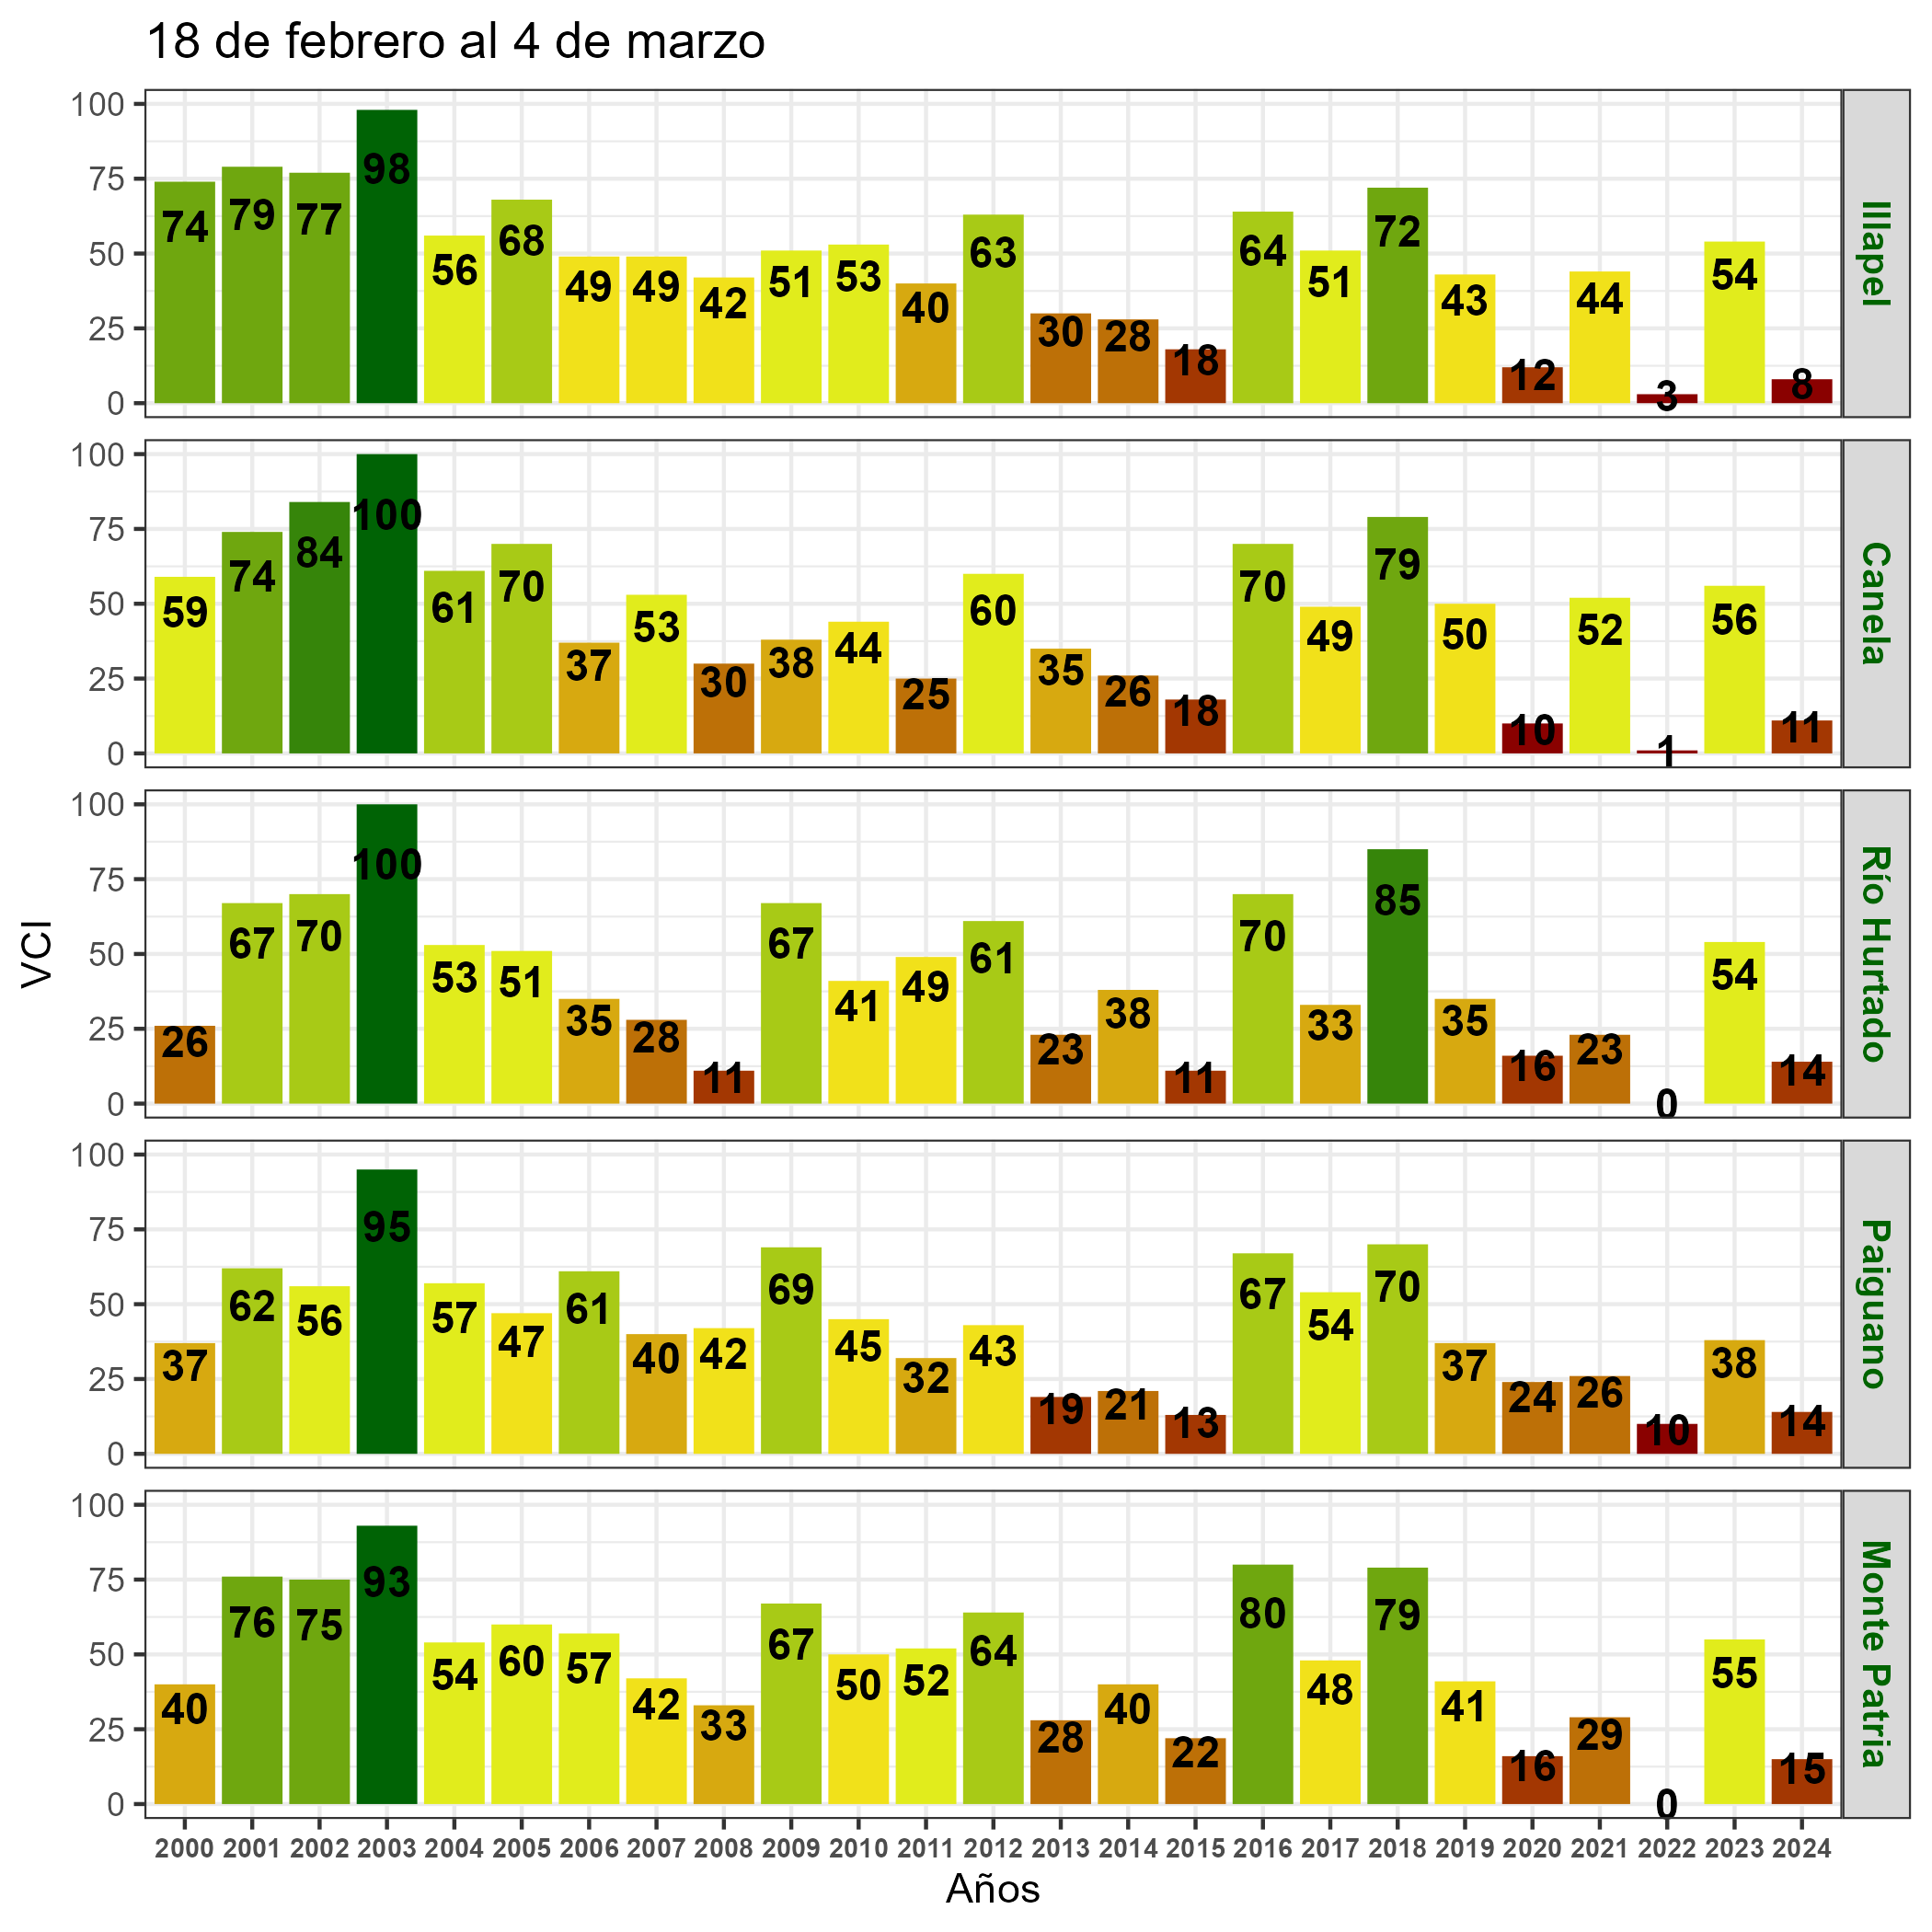 18 de febrero al 4 de marzo
100
75
50
25
0
74 79 77 98 56 68 49 49 42 51 53 40 63 30 28 18 64 51 72 43 12 44 3 54 8
Illapel
100
75
50
25
0
59 74 84 100 61 70 37 53 30 38 44 25 60 35 26 18 70 49 79 50 10 52 1 56 11
Canela
VCI
100
75
50
25
0
26 67 70 100 53 51 35 28 11 67 41 49 61 23 38 11 70 33 85 35 16 23 0 54 14
Río Hurtado
100
75
50
25
0
37 62 56 95 57 47 61 40 42 69 45 32 43 19 21 13 67 54 70 37 24 26 10 38 14
Paiguano
100
75
50
25
0
40 76 75 93 54 60 57 42 33 67 50 52 64 28 40 22 80 48 79 41 16 29 0 55 15
Monte Patria
2000 2001 2002 2003 2004 2005 2006 2007 2008 2009 2010 2011 2012 2013 2014 2015 2016 2017 2018 2019 2020 2021 2022 2023 2024
Años